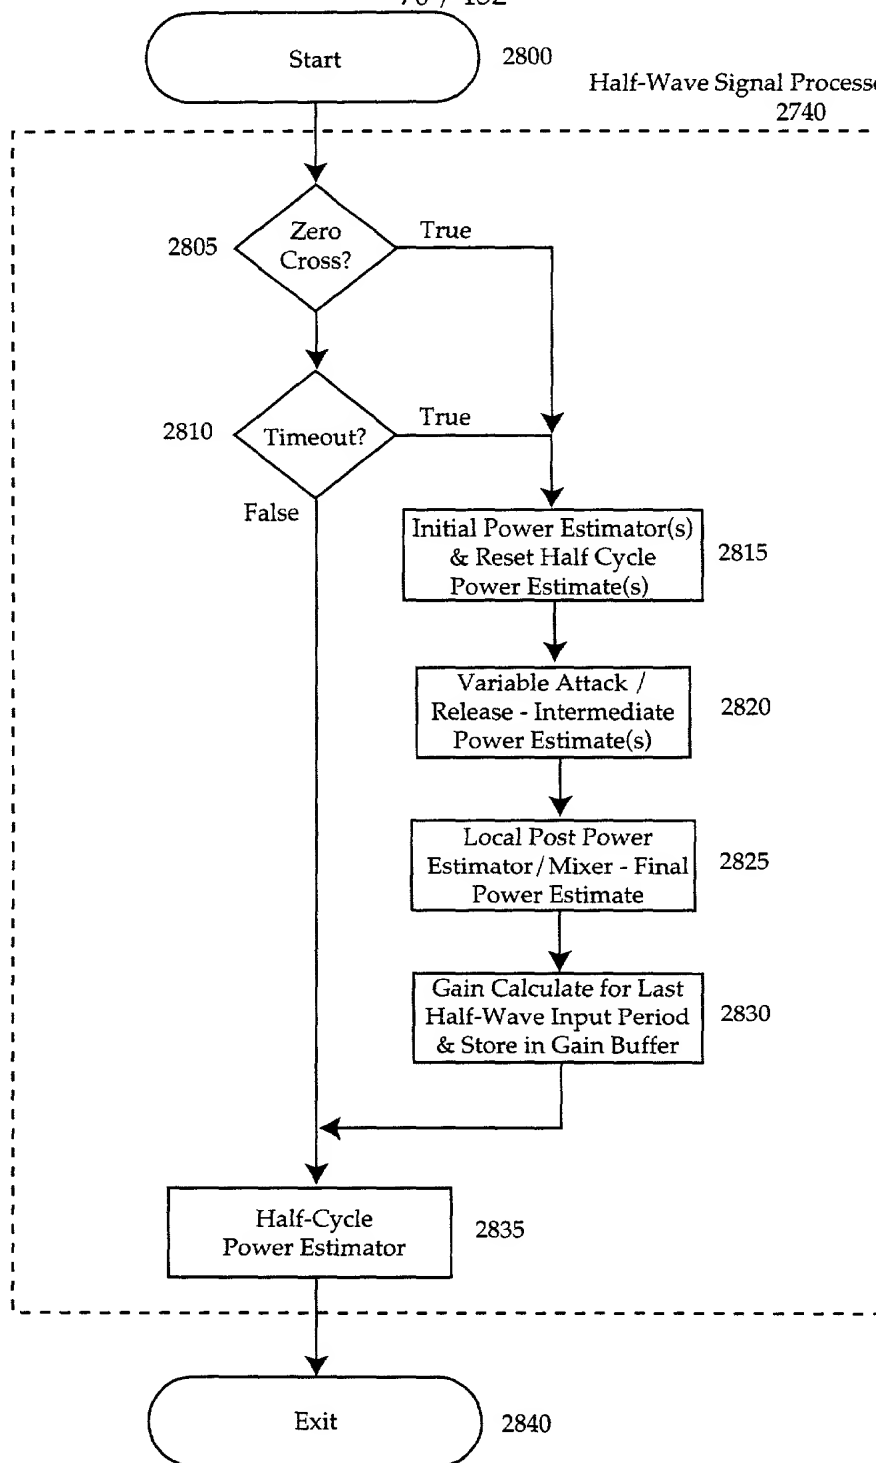 Start
2800
Half-Wave Signal
2740
Zero
Cross?
2805
True
Timeout?
2810
True
False
Initial Power Estimator(s)
& Reset Half Cycle
Power Estimate(s)
2815
Variable Attack /
Release - Intermediate
Power Estimate(s)
2820
Local Post Power
Estimator/Mixer - Final
Power Estimate
2825
Gain Calculate for Last
Half-Wave Input Period
& Store in Gain Buffer
2830
Half-Cycle
Power Estimator
2835
Exit
2840